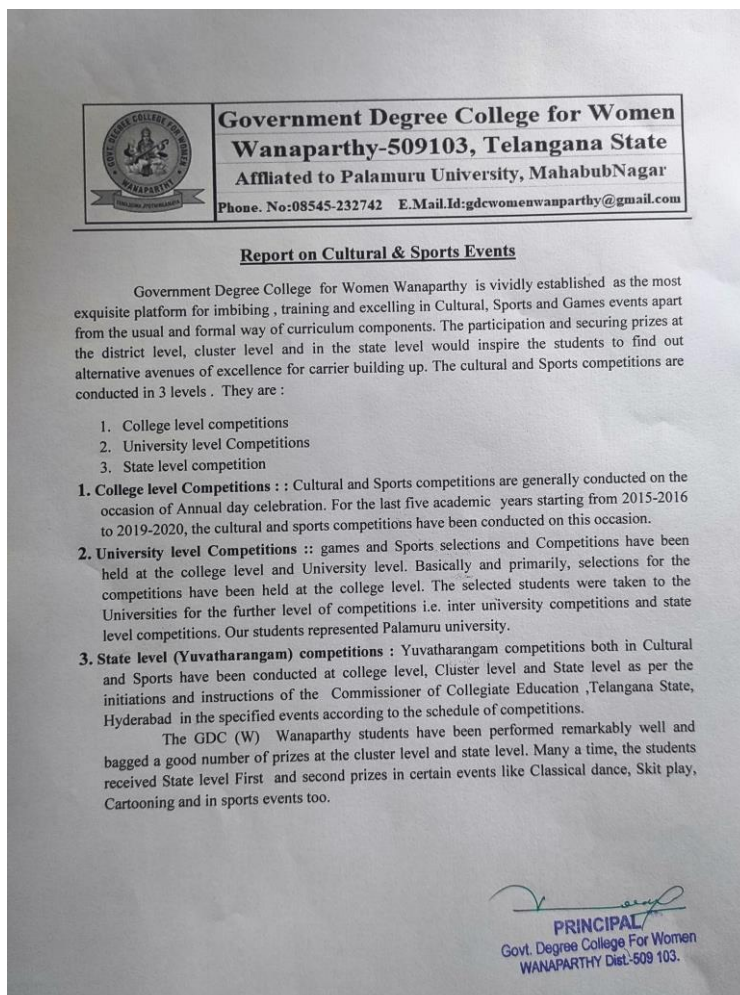 GOVT. DEGREE COLLEGE FOR WOMEN
WANAPARTHY
Government Degree College for Women
Wanaparthy-509103, Telangana State
Affliated to Palamuru University, MahabubNagar
Phone. No:08545-232742 E.Mail.Id:gdcwomenwanparthy@gmail.com
Report on Cultural & Sports Events
Government Degree College for Women Wanaparthy is vividly established as the most
exquisite platform for imbibing , training and excelling in Cultural, Sports and Games events apart
from the usual and formal way of curriculum components. The participation and securing prizes at
the district level, cluster level and in the state level would inspire the students to find out
alternative avenues of excellence for carrier building up. The cultural and Sports competitions are
conducted in 3 levels . They are :
1. College level competitions
2. University level Competitions
3. State level competition
1. College level Competitions : : Cultural and Sports competitions are generally conducted on the
occasion of Annual day celebration. For the last five academic years starting from 2015-2016
to 2019-2020, the cultural and sports competitions have been conducted on this occasion.
2. University level Competitions :: games and Sports selections and Competitions have been
held at the college level and University level. Basically and primarily, selections for the
competitions have been held at the college level. The selected students were taken to the
Universities for the further level of competitions i.e. inter university competitions and state
level competitions. Our students represented Palamuru university.
3. State level (Yuvatharangam) competitions : Yuvatharangam competitions both in Cultural
and Sports have been conducted at college level, Cluster level and State level as per the
initiations and instructions of the Commissioner of Collegiate Education ,Telangana State,
Hyderabad in the specified events according to the schedule of competitions.
The GDC (W) Wanaparthy students have been performed remarkably well and
bagged a good number of prizes at the cluster level and state level. Many a time, the students
received State level First and second prizes in certain events like Classical dance, Skit play,
Cartooning and in sports events too.
PRINCIPAL
Govt. Degree College For Women
WANAPARTHY Dist.-509 103.